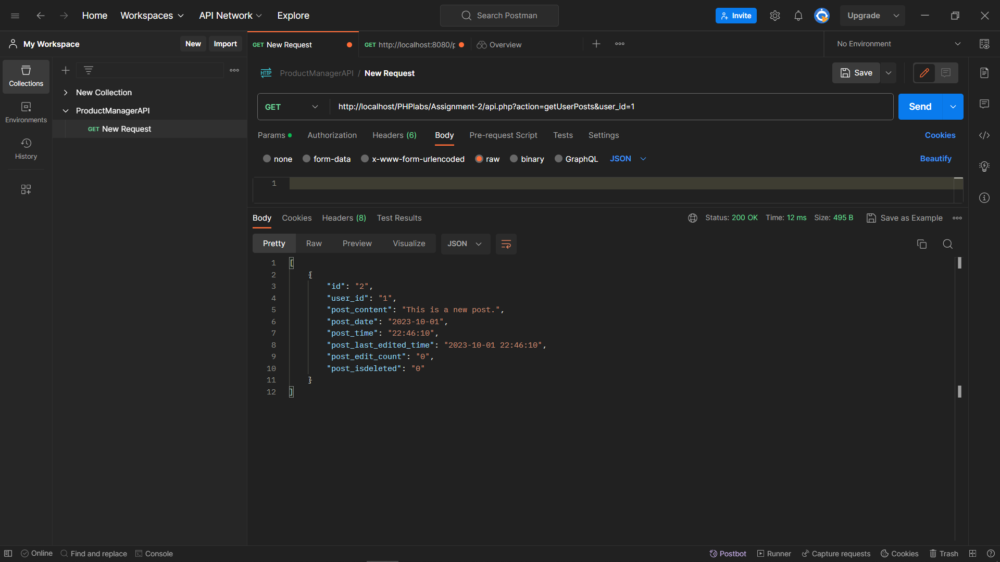 Home Workspaces API Network Explore Search Postman Invite Upgrade
My Workspace New Import GET New Request GET http://localhost:8080/p Overview No Environment
Collections
Environments
History
New Collection
ProductManagerAPI
GET New Request
HTTP ProductManagerAPI / New Request Save
GET http://localhost/PHPlabs/Assignment-2/api.php?action=getUserPosts&user_id=1 Send
Params Authorization Headers (6) Body Pre-request Script Tests Settings Cookies
none form-data x-www-form-urlencoded raw binary GraphQL JSON Beautify
1
Body Cookies Headers (8) Test Results Status: 200 OK Time: 12 ms Size: 495 B Save as Example
Pretty Raw Preview Visualize JSON
1 [
2 {
3 "id": "2",
4 "user_id": "1",
5 "post_content": "This is a new post.",
6 "post_date": "2023-10-01",
7 "post_time": "22:46:10",
8 "post_last_edited_time": "2023-10-01 22:46:10",
9 "post_edit_count": "0",
10 "post_isdeleted": "0"
11 }
12 ]
Online Find and replace Console Postbot Runner Capture requests Cookies Trash